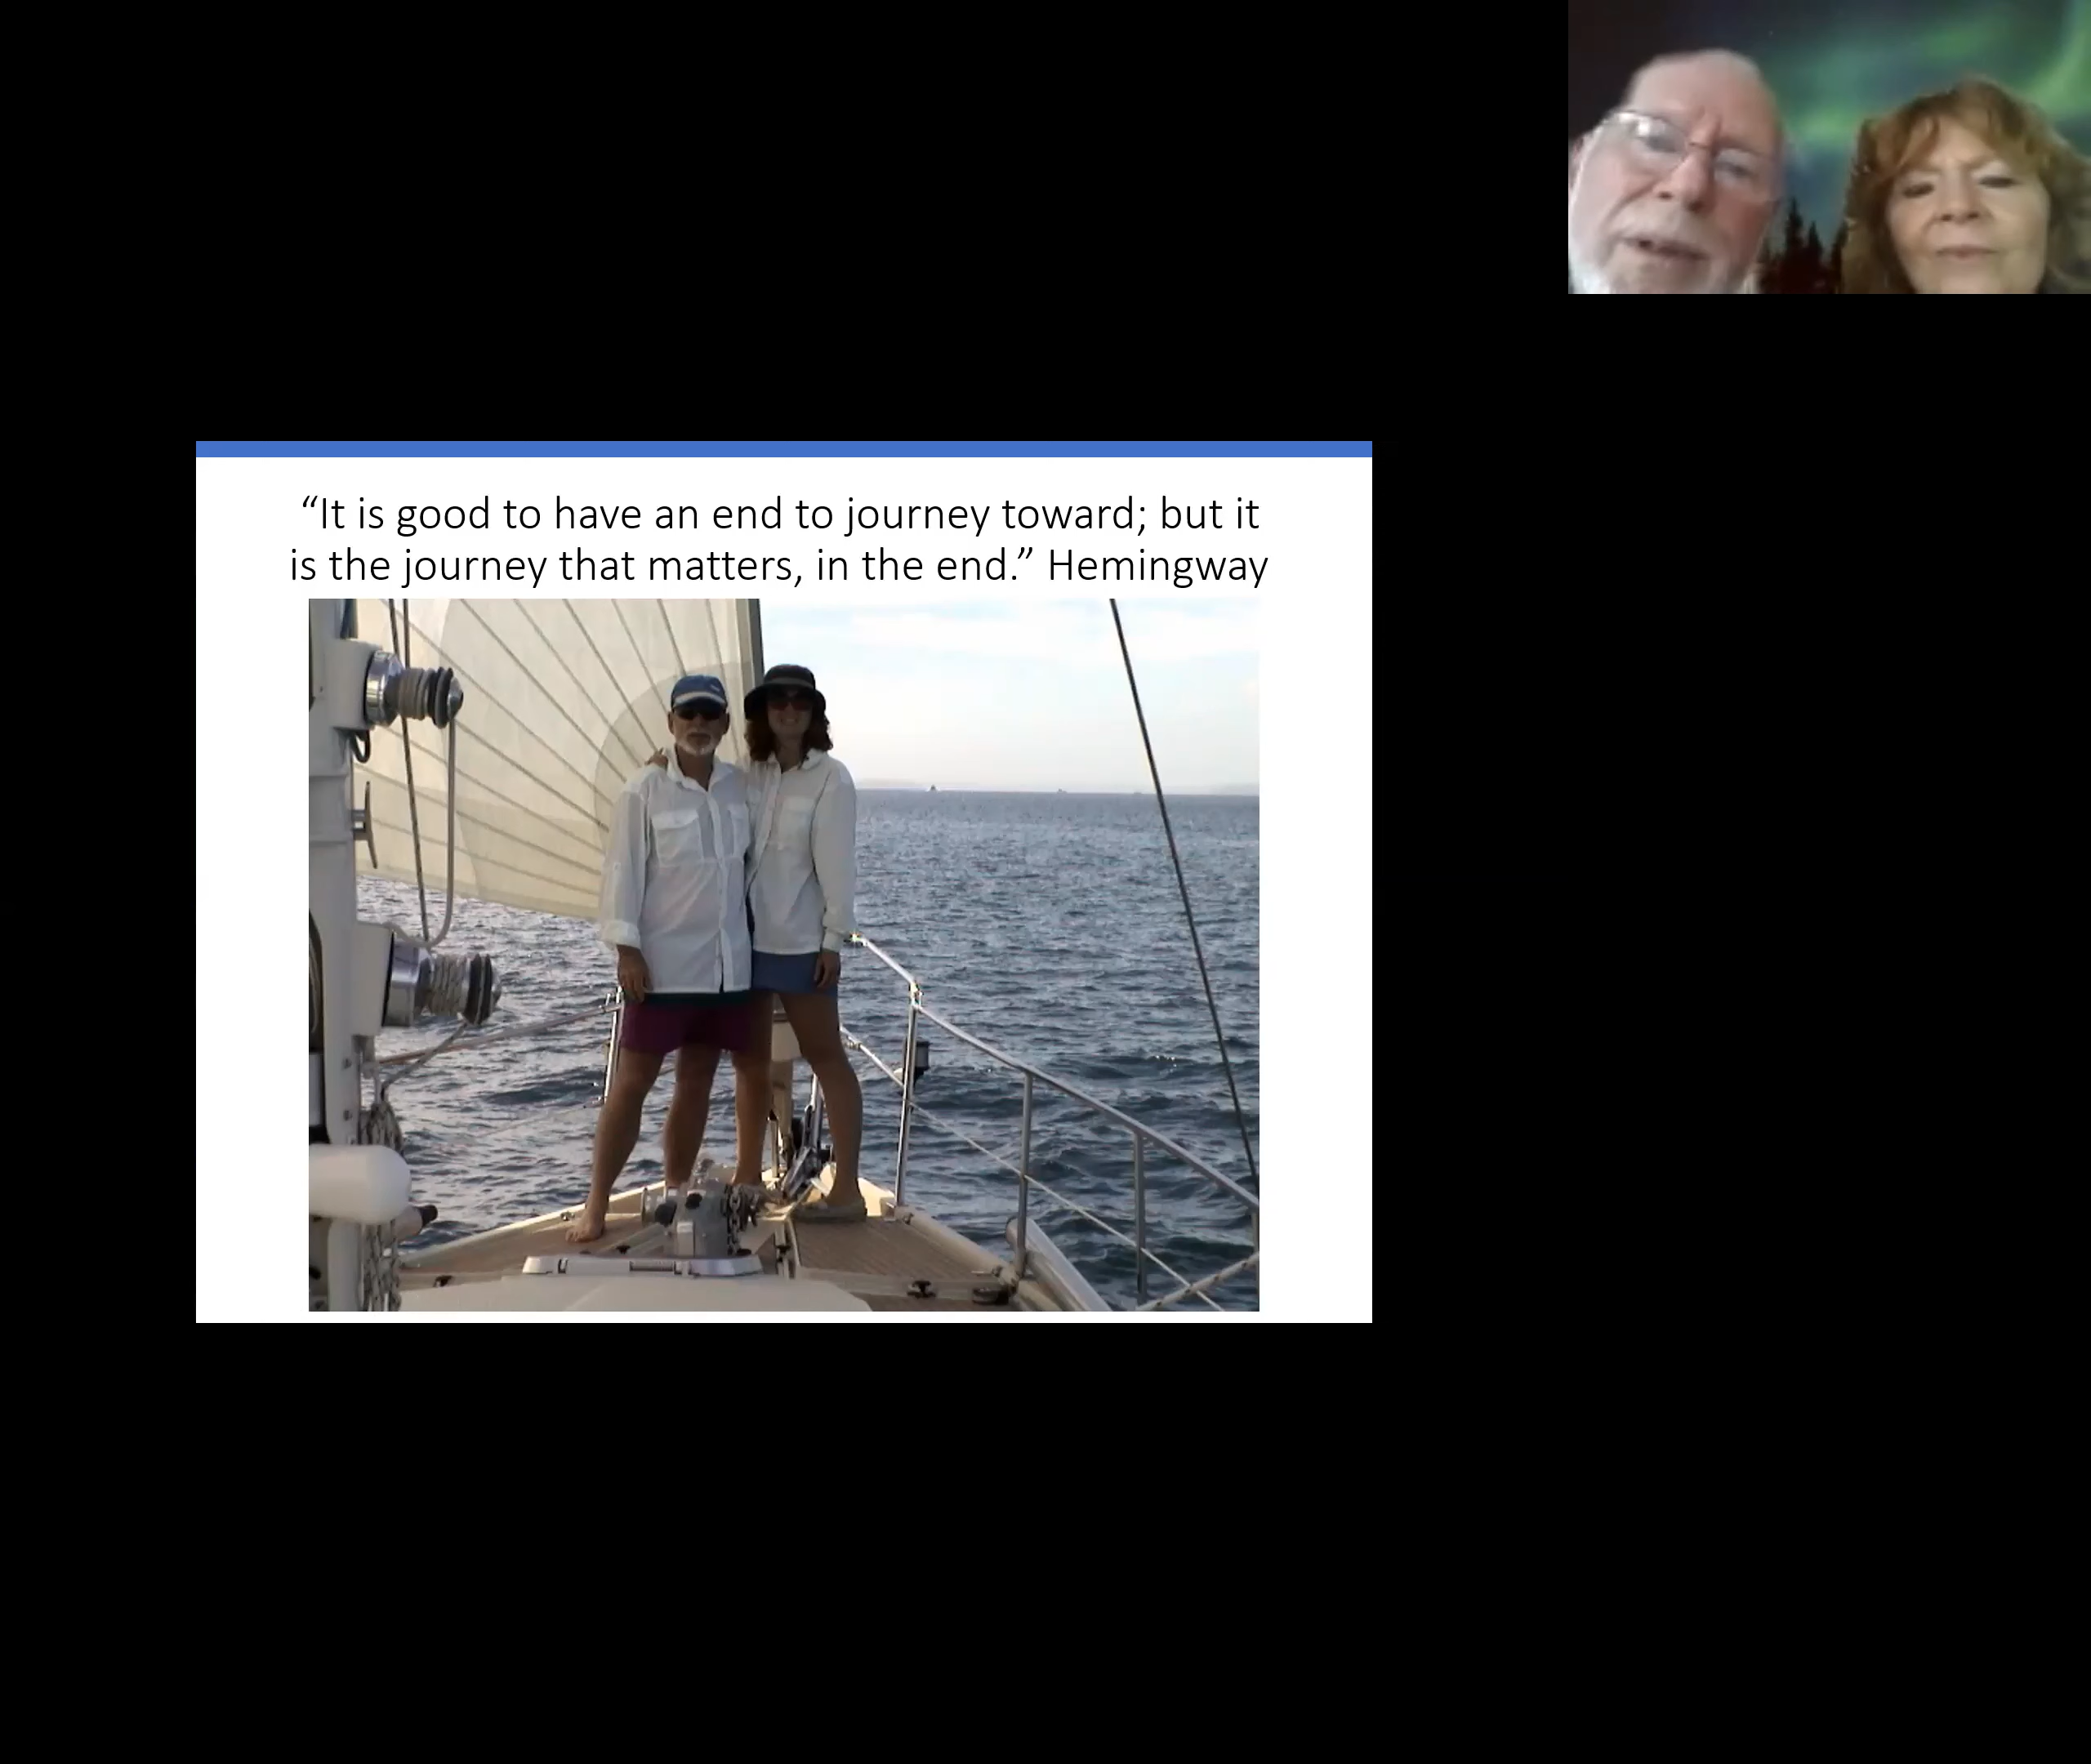 “It is good to have an end to journey toward; but it
is the journey that matters, in the end.” Hemingway